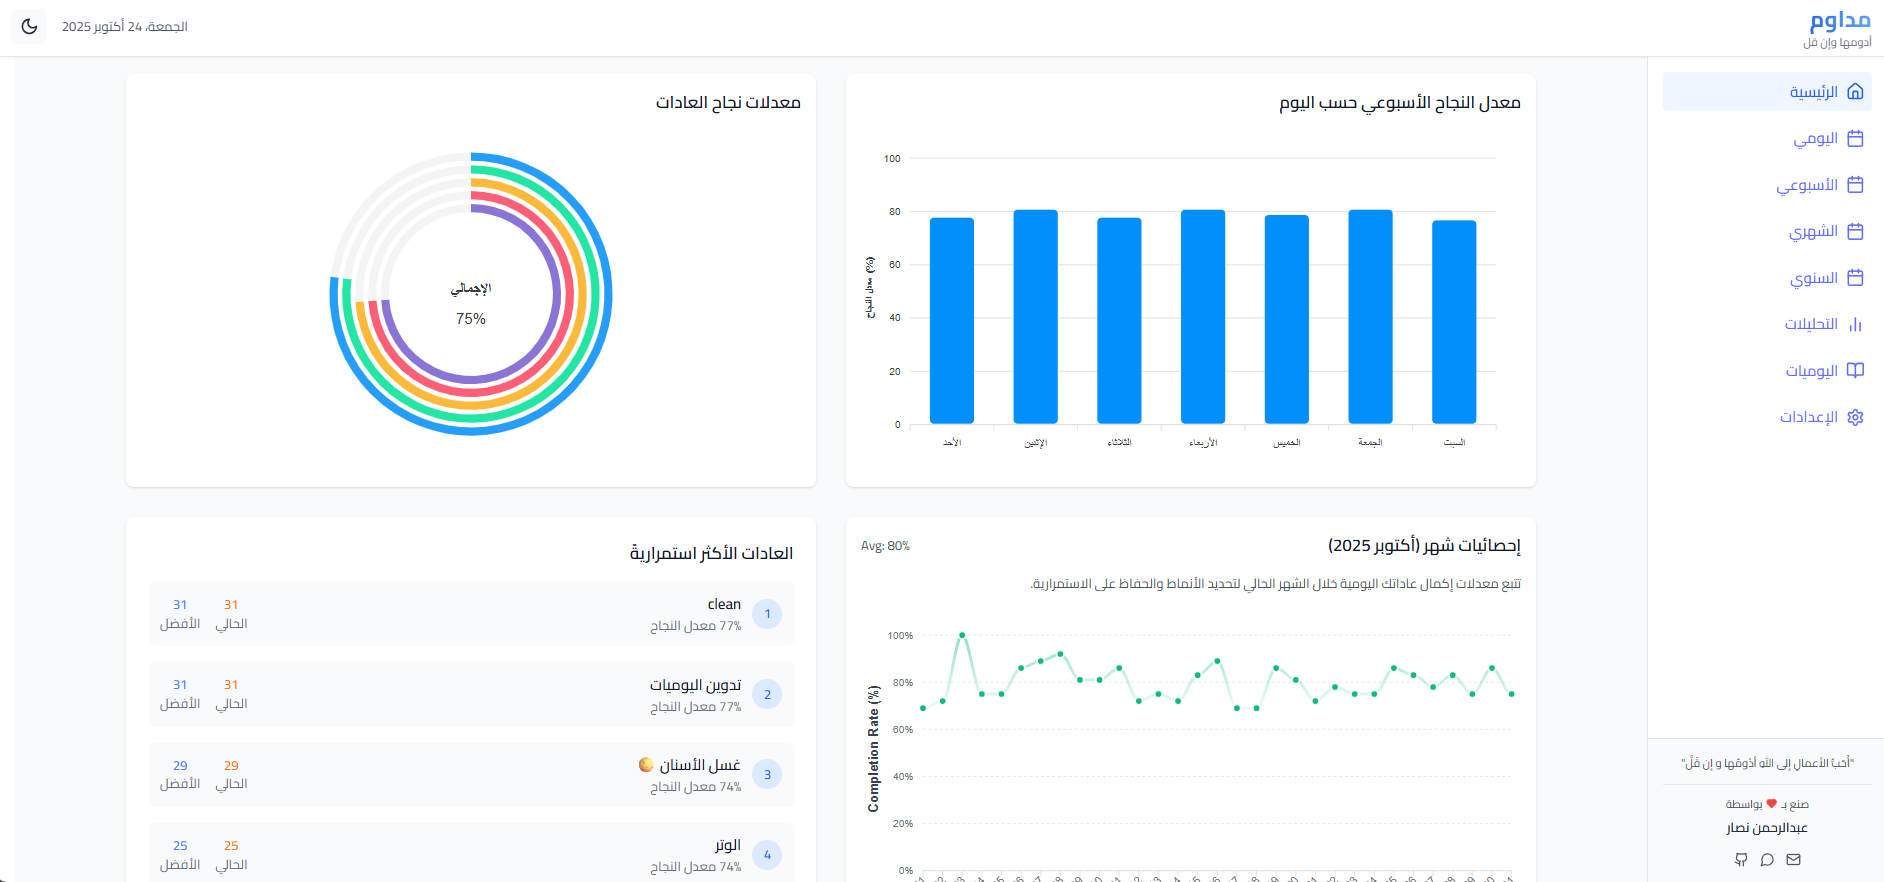 مداوم
أدومها وإن قل
الجمعة، 24 أكتوبر 2025
الرئيسية
اليومي
الأسبوعي
الشهري
السنوي
التحليلات
اليوميات
الإعدادات
"أَحَبُّ الأعمالِ إلى اللهِ أدْوَمُها و إن قَلَّ"
صنع بـ ❤️ بواسطة
عبدالرحمن نصار
معدل النجاح الأسبوعي حسب اليوم
100
80
60
40
20
0
معدل النجاح (%)
الأحد
الإثنين
الثلاثاء
الأربعاء
الخميس
الجمعة
السبت
معدلات نجاح العادات
الإجمالي
75%
إحصائيات شهر (أكتوبر 2025)
Avg: 80%
تتبع معدلات إكمال عاداتك اليومية خلال الشهر الحالي لتحديد الأنماط والحفاظ على الاستمرارية.
100%
80%
60%
40%
20%
0%
Completion Rate (%)
العادات الأكثر استمراريةً
1
clean
77% معدل النجاح
31 الحالي
31 الأفضل
2
تدوين اليوميات
77% معدل النجاح
31 الحالي
31 الأفضل
3
غسل الأسنان 🌕
74% معدل النجاح
29 الحالي
29 الأفضل
4
الوتر
74% معدل النجاح
25 الحالي
25 الأفضل